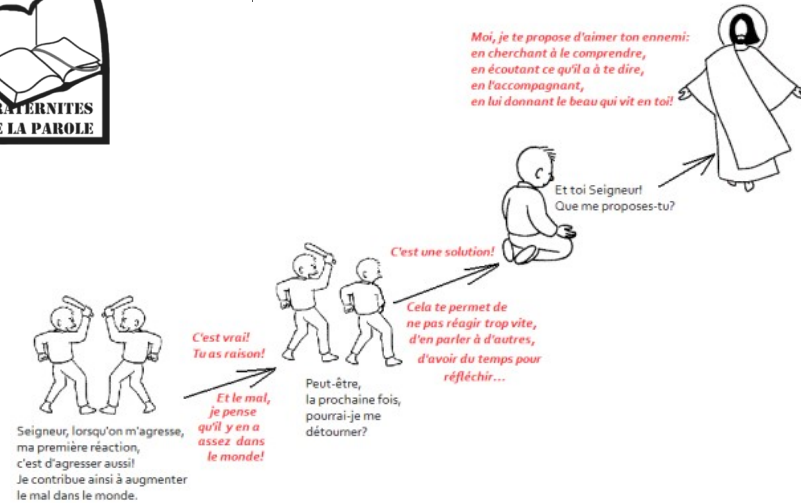 RATERNITES
E LA PAROLE
Moi, je te propose d'aimer ton ennemi:
en cherchant à le comprendre,
en écoutant ce qu'il a à te dire,
en l'accompagnant,
en lui donnant le beau qui vit en toi!
Et toi Seigneur!
Que me proposes-tu?
C'est une solution!
Cela te permet de
ne pas réagir trop vite,
d'en parler à d'autres,
d'avoir du temps pour
réfléchir...
Peut-être,
la prochaine fois,
pourrai-je me
détourner?
C'est vrai!
Tu as raison!
Et le mal,
je pense
qu'il y en a
assez dans
le monde!
Seigneur, lorsqu'on m'agresse,
ma première réaction,
c'est d'agresser aussi!
Je contribue ainsi à augmenter
le mal dans le monde.